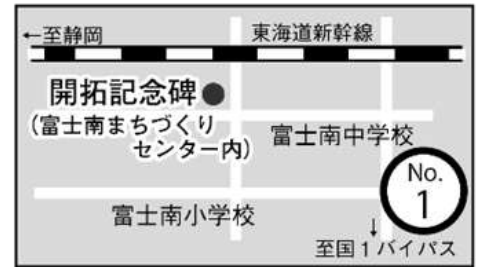 ←至静岡
東海道新幹線
開拓記念碑
(富士南まちづくり
センター内)
富士南中学校
No.
1
富士南小学校
↓
至国1バイパス